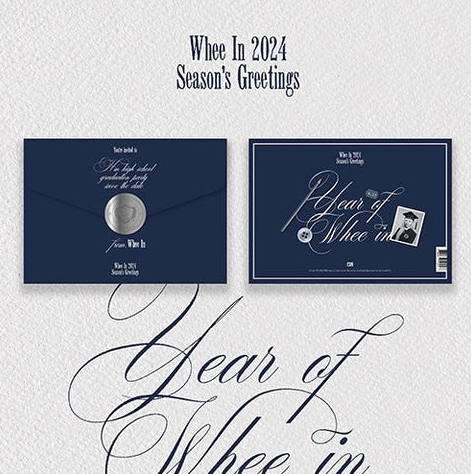 Whee In 2024
Season's Greetings
You're invited to
Win high school
graduation party
save the date
from. Whee In
Whee In 2024
Season's Greetings
Whee In 2024
Season's Greetings
Year of
Whee in
Year of
Whee in